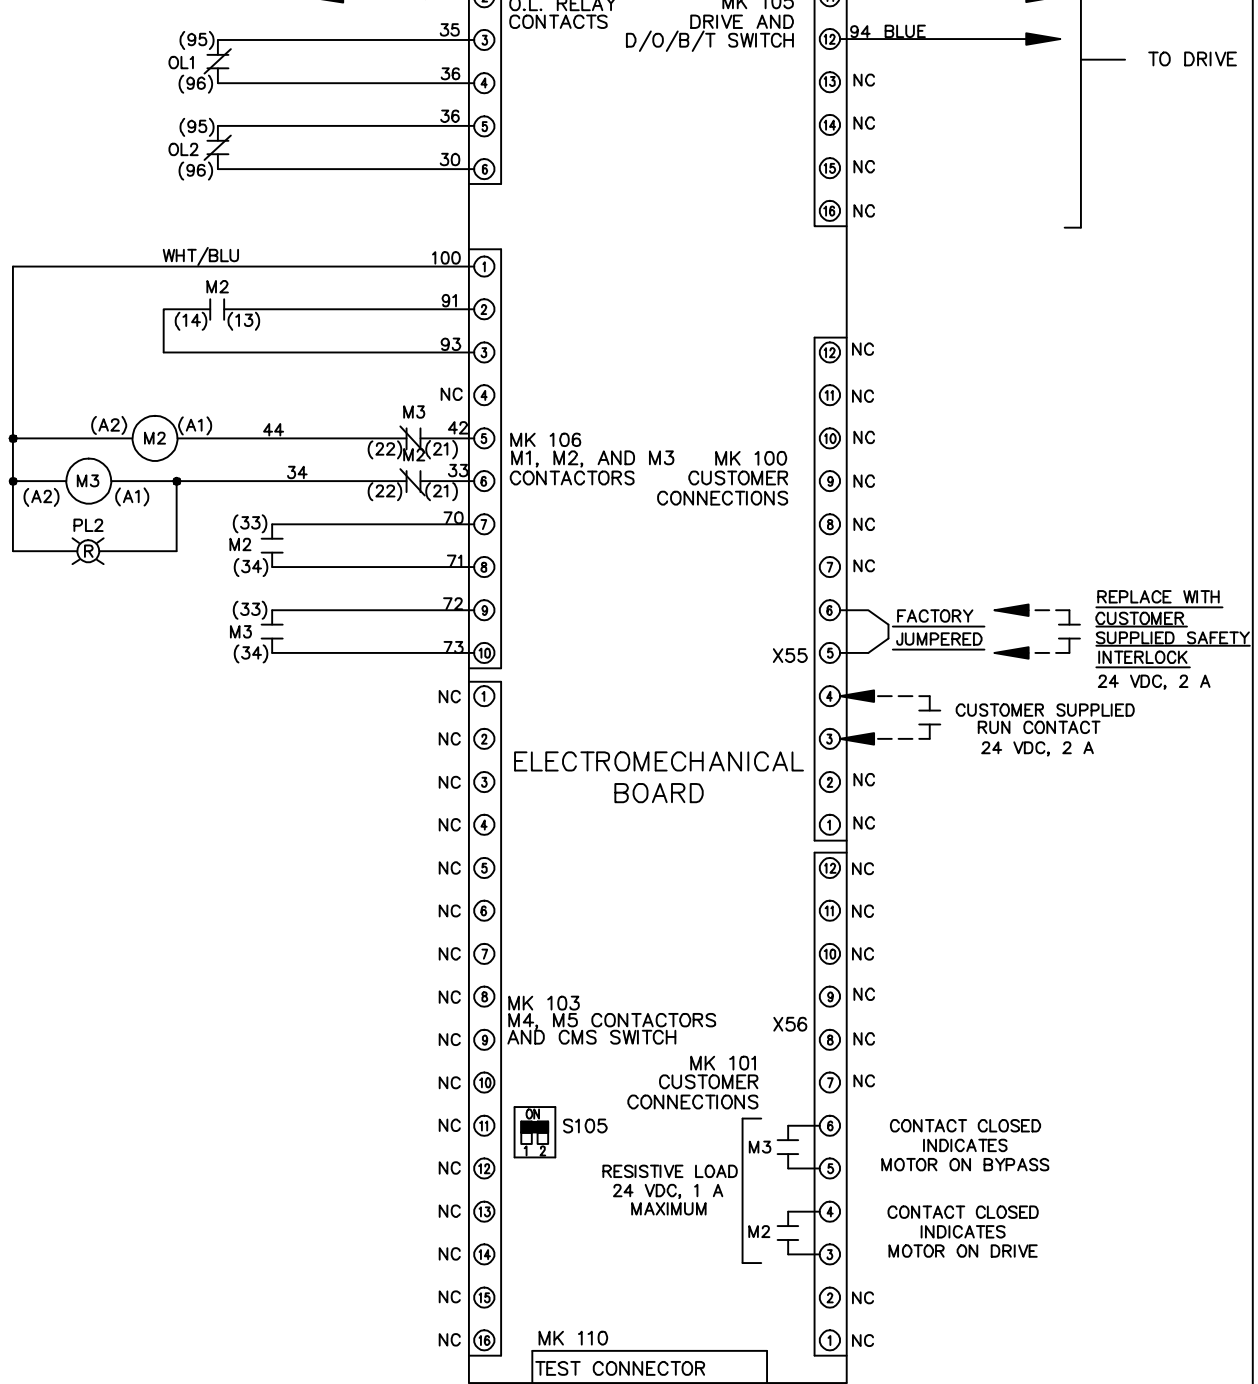 O.L. RELAY
CONTACTS
MK 105
DRIVE AND
D/O/B/T SWITCH
(95)
OL1
(96)
35
3
36
4
(95)
OL2
(96)
36
5
30
6
12
94 BLUE
TO DRIVE
13 NC
14 NC
15 NC
16 NC
WHT/BLU
100
1
M2
(14) (13)
91
2
93
3
NC 4
(A2) M2 (A1)
44
M3
(22) (21)
42
5
(A2) M3 (A1)
34
M2
(22) (21)
33
6
PL2
R
(33)
M2
(34)
70
7
71
8
(33)
M3
(34)
72
9
73
10
MK 106
M1, M2, AND M3
CONTACTORS
MK 100
CUSTOMER
CONNECTIONS
12 NC
11 NC
10 NC
9 NC
8 NC
7 NC
6
X55
5
FACTORY
JUMPERED
REPLACE WITH
CUSTOMER
SUPPLIED SAFETY
INTERLOCK
24 VDC, 2 A
4
3
CUSTOMER SUPPLIED
RUN CONTACT
24 VDC, 2 A
2 NC
1 NC
ELECTROMECHANICAL
BOARD
NC 1
NC 2
NC 3
NC 4
NC 5
NC 6
NC 7
NC 8
NC 9
NC 10
NC 11
NC 12
NC 13
NC 14
NC 15
NC 16
MK 103
M4, M5 CONTACTORS
AND CMS SWITCH
ON
1 2
S105
12 NC
11 NC
10 NC
9 NC
X56
8 NC
7 NC
MK 101
CUSTOMER
CONNECTIONS
M3
6
5
CONTACT CLOSED
INDICATES
MOTOR ON BYPASS
RESISTIVE LOAD
24 VDC, 1 A
MAXIMUM
M2
4
3
CONTACT CLOSED
INDICATES
MOTOR ON DRIVE
2 NC
1 NC
MK 110
TEST CONNECTOR